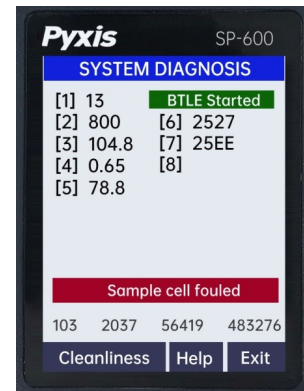 Pyxis SP-600
SYSTEM DIAGNOSIS
[1] 13 BTLE Started
[2] 800 [6] 2527
[3] 104.8 [7] 25EE
[4] 0.65 [8]
[5] 78.8
Sample cell fouled
103 2037 56419 483276
Cleanliness Help Exit